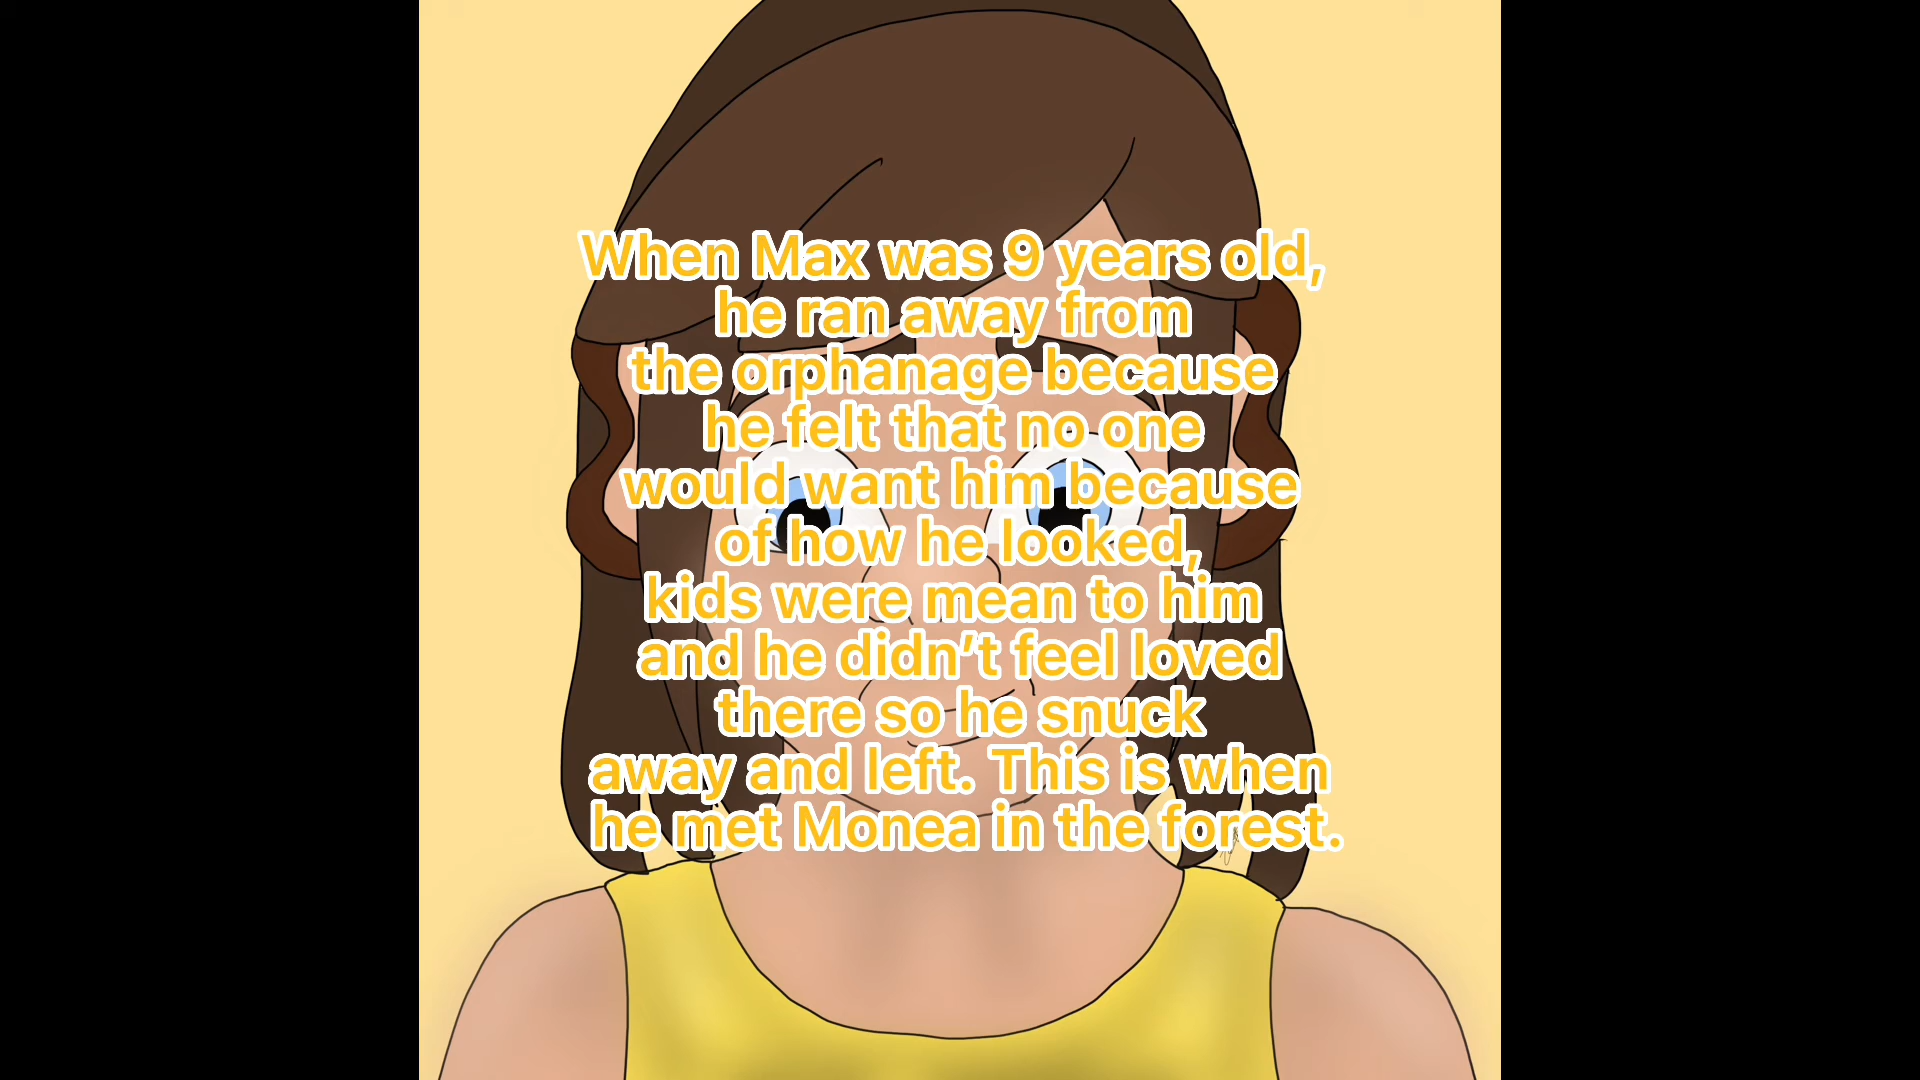 When Max was 9 years old,
he ran away from
the orphanage because
he felt that no one
would want him because
of how he looked,
kids were mean to him
and he didn’t feel loved
there so he snuck
away and left. This is when
he met Monea in the forest.